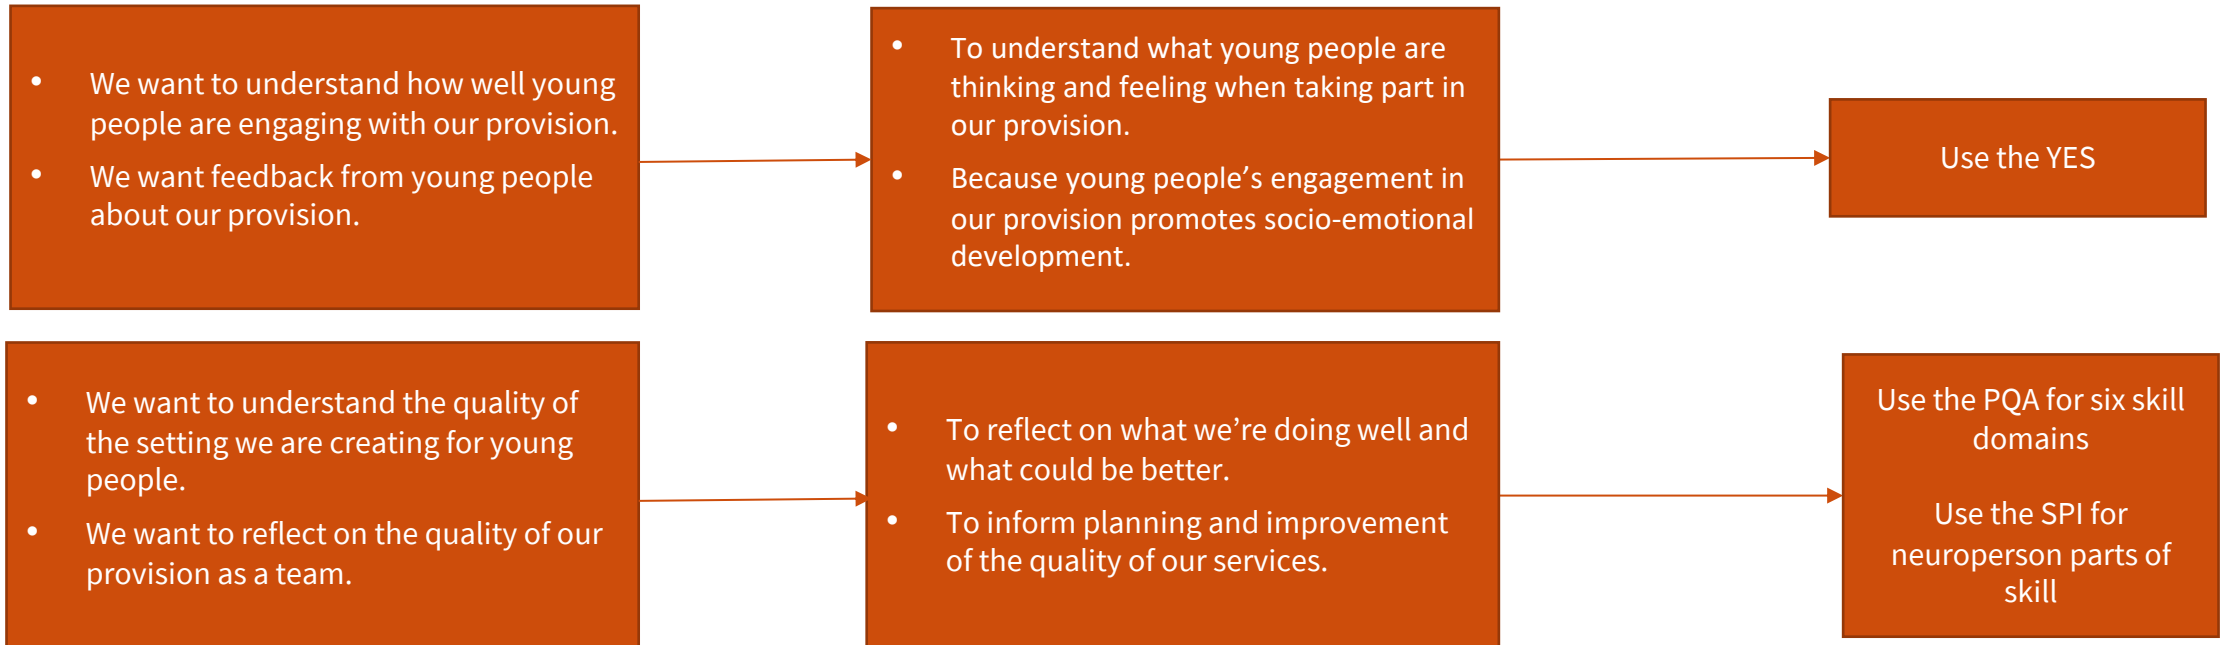 • We want to understand how well young
people are engaging with our provision.
• We want feedback from young people
about our provision.
• To understand what young people are
thinking and feeling when taking part in
our provision.
• Because young people’s engagement in
our provision promotes socio-emotional
development.
Use the YES
• We want to understand the quality of
the setting we are creating for young
people.
• We want to reflect on the quality of our
provision as a team.
• To reflect on what we’re doing well and
what could be better.
• To inform planning and improvement
of the quality of our services.
Use the PQA for six skill
domains
Use the SPI for
neuroperson parts of
skill